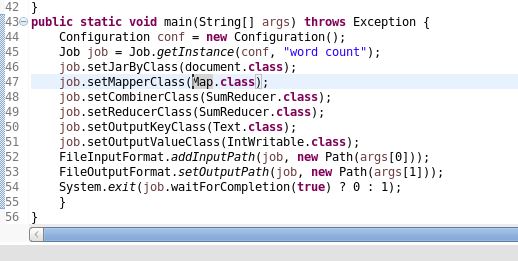 42 }
43 public static void main(String[] args) throws Exception {
44 Configuration conf = new Configuration();
45 Job job = Job.getInstance(conf, "word count");
46 job.setJarByClass(document.class);
47 job.setMapperClass(Map.class);
48 job.setCombinerClass(SumReducer.class);
49 job.setReducerClass(SumReducer.class);
50 job.setOutputKeyClass(Text.class);
51 job.setOutputValueClass(IntWritable.class);
52 FileInputFormat.addInputPath(job, new Path(args[0]));
53 FileOutputFormat.setOutputPath(job, new Path(args[1]));
54 System.exit(job.waitForCompletion(true) ? 0 : 1);
55 }
56 }